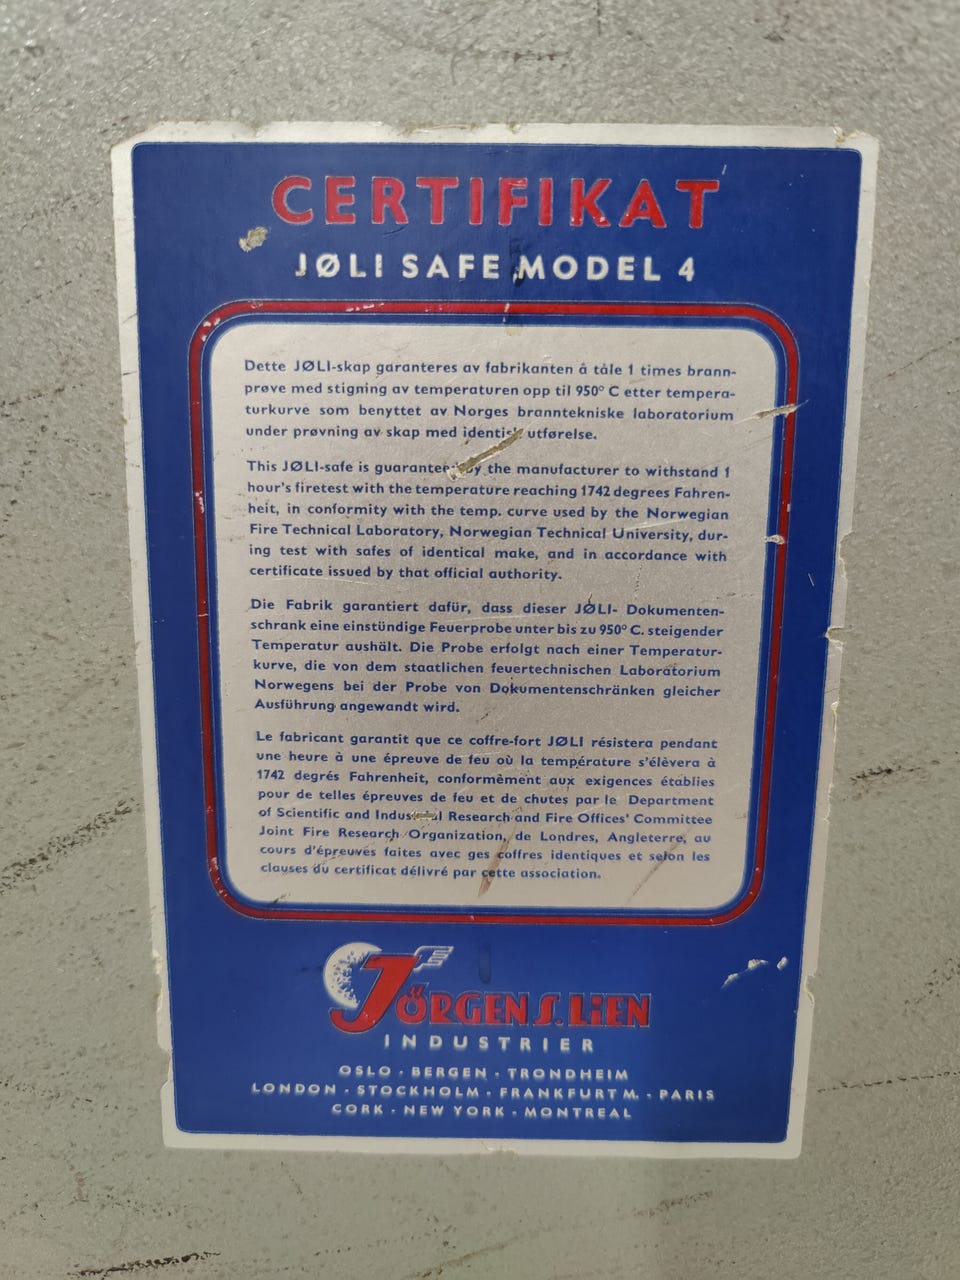 CERTIFIKAT
JØLI SAFE MODEL 4
Dette JØLI-skap garanteres av fabrikanten å tåle 1 times brann-
prøve med stigning av temperaturen opp til 950° C etter tempera-
turkurve som benyttet av Norges branntekniske laboratorium
under prøvning av skap med identisk utførelse.
This JØLI-safe is guaranteed by the manufacturer to withstand 1
hour's firetest with the temperature reaching 1742 degrees Fahren-
heit, in conformity with the temp. curve used by the Norwegian
Fire Technical Laboratory, Norwegian Technical University, dur-
ing test with safes of identical make, and in accordance with
certificate issued by that official authority.
Die Fabrik garantiert dafür, dass dieser JØLI- Dokumenten-
schrank eine einstündige Feuerprobe unter bis zu 950° C. steigender
Temperatur aushält. Die Probe erfolgt nach einer Temperatur-
kurve, die von dem staatlichen feuertechnischen Laboratorium
Norwegens bei der Probe von Dokumentenschränken gleicher
Ausführung angewandt wird.
Le fabricant garantit que ce coffre-fort JØLI résistera pendant
une heure à une épreuve de feu où la température s'élèvera à
1742 degrés Fahrenheit, conformèment aux exigences établies
pour de telles épreuves de feu et de chutes par le Department
of Scientific and Industrial Research and Fire Offices' Committee
Joint Fire Research Organization, de Londres, Angleterre, au
cours d'épreuves faites avec ges coffres identiques et selon les
clauses du certificat délivré par cette association.
JÖRGEN S. LIEN
INDUSTRIER
OSLO - BERGEN - TRONDHEIM
LONDON - STOCKHOLM - FRANKFURT M. - PARIS
CORK - NEW YORK - MONTREAL